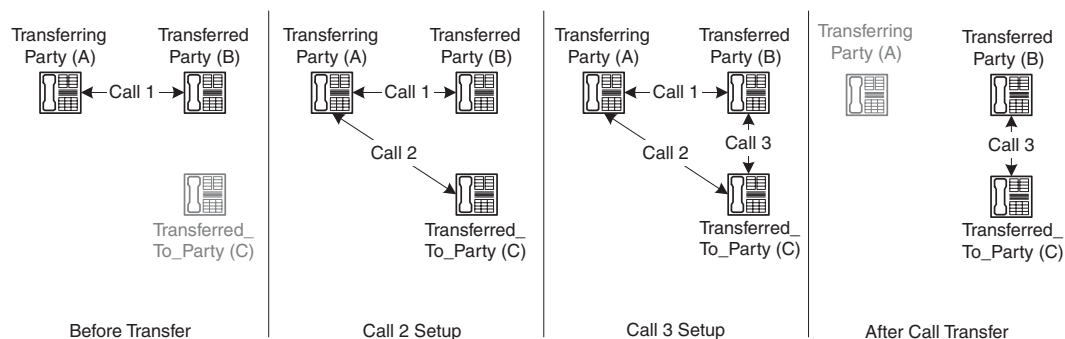 Transferring
Party (A)
Transferred
Party (B)
Call 1
Transferred_
To_Party (C)
Before Transfer
Transferring
Party (A)
Transferred
Party (B)
Call 1
Call 2
Transferred_
To_Party (C)
Call 2 Setup
Transferring
Party (A)
Transferred
Party (B)
Call 1
Call 2
Call 3
Transferred_
To_Party (C)
Call 3 Setup
Transferring
Party (A)
Transferred
Party (B)
Call 3
Transferred_
To_Party (C)
After Call Transfer